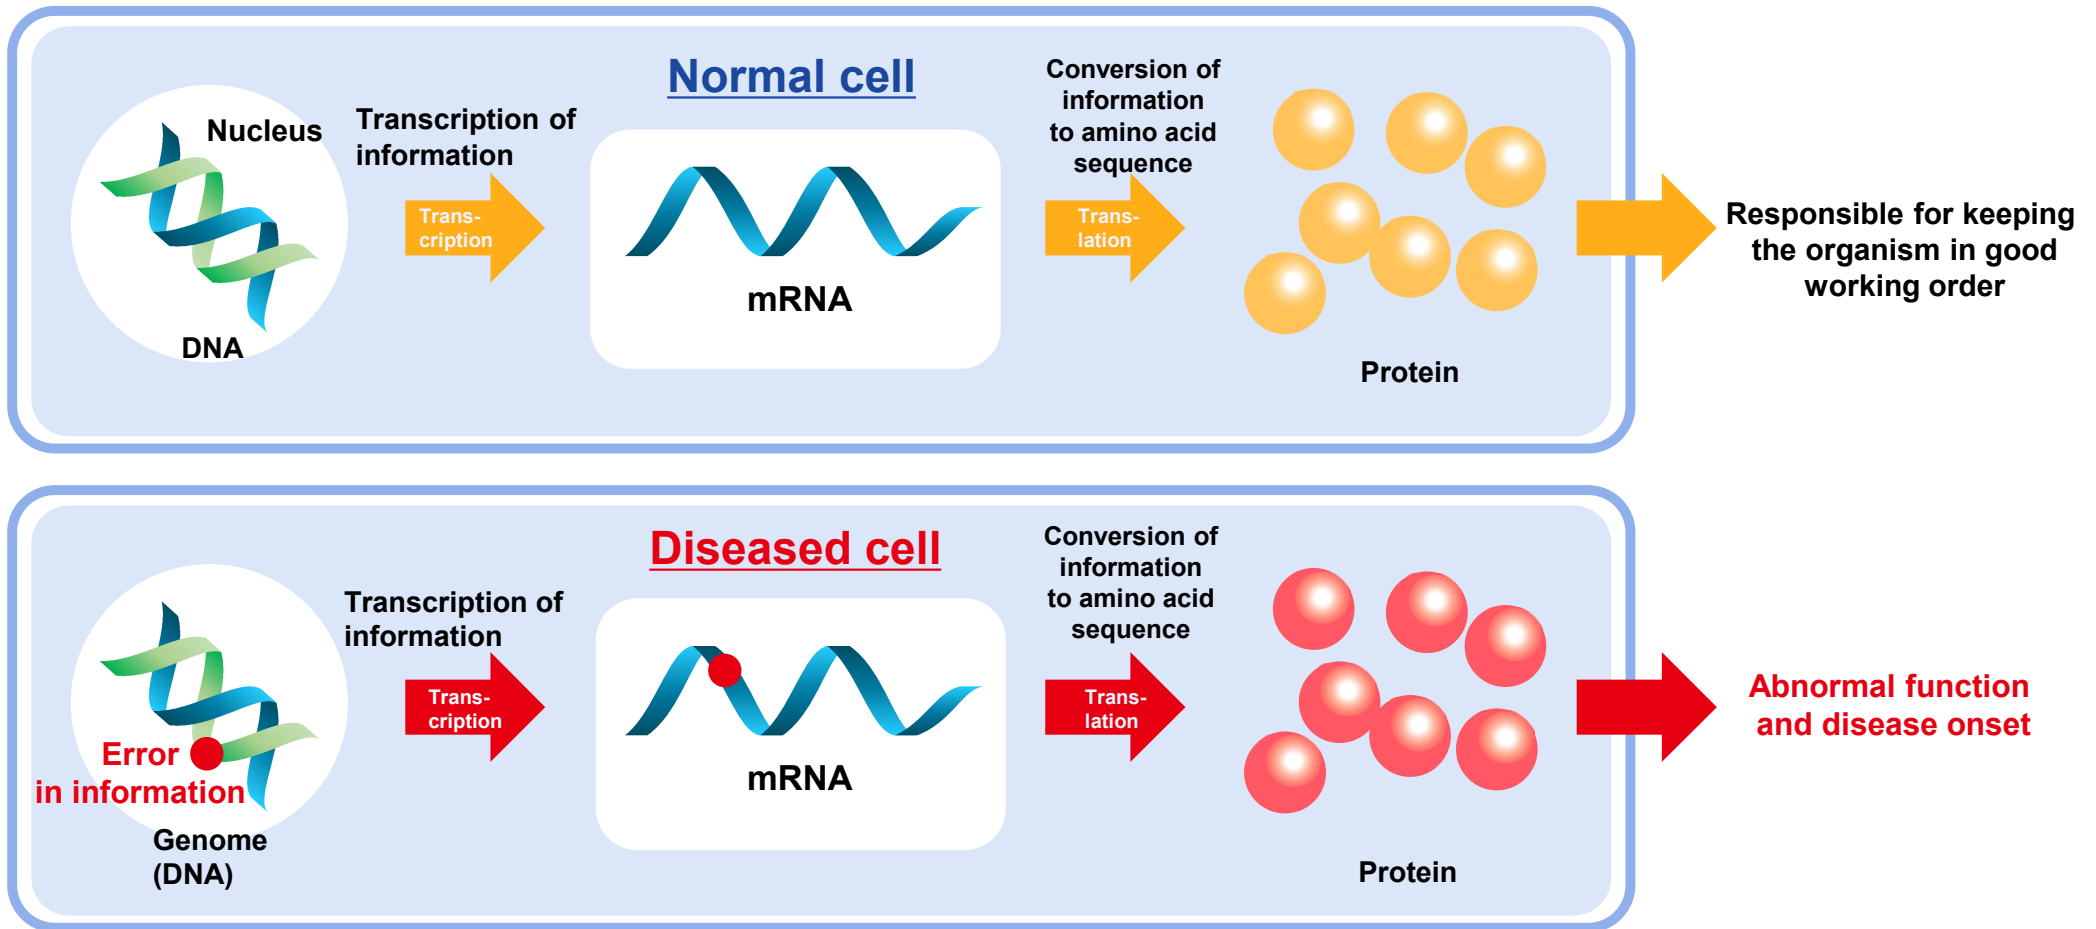 Normal cell
Nucleus
DNA
Transcription of
information
Trans-
cription
mRNA
Conversion of
information
to amino acid
sequence
Trans-
lation
Protein
Responsible for keeping
the organism in good
working order
Diseased cell
Error
in information
Genome
(DNA)
Transcription of
information
Trans-
cription
mRNA
Conversion of
information
to amino acid
sequence
Trans-
lation
Protein
Abnormal function
and disease onset